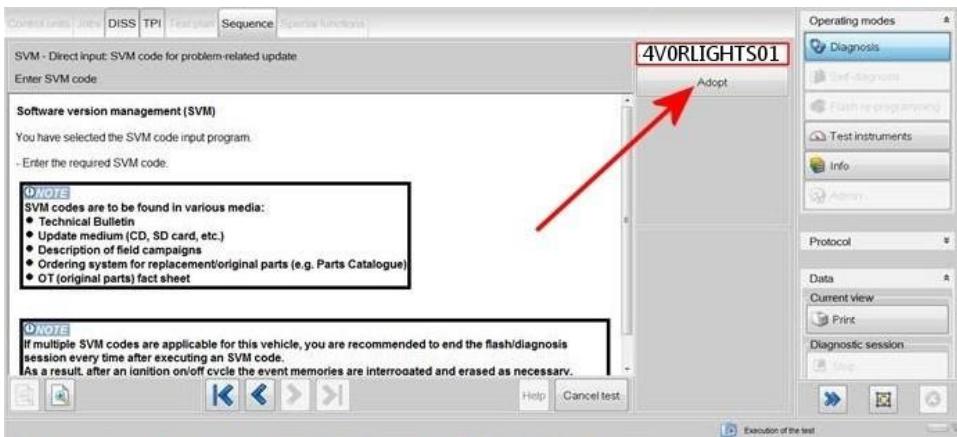 Control units Jobs DISS TPI Test plan Sequence Special functions
SVM - Direct input: SVM code for problem-related update
Enter SVM code
4V0RLIGHTS01
Adopt
Software version management (SVM)
You have selected the SVM code input program.
- Enter the required SVM code.
NOTE
SVM codes are to be found in various media:
● Technical Bulletin
● Update medium (CD, SD card, etc.)
● Description of field campaigns
● Ordering system for replacement/original parts (e.g. Parts Catalogue)
● OT (original parts) fact sheet
NOTE
If multiple SVM codes are applicable for this vehicle, you are recommended to end the flash/diagnosis
session every time after executing an SVM code.
As a result, after an ignition on/off cycle the event memories are interrogated and erased as necessary.
Help
Cancel test
Operating modes
Diagnosis
Self-diagnosis
Flash re-programming
Test instruments
Info
Admin
Protocol
Data
Current view
Print
Diagnostic session
Stop
Execution of the test